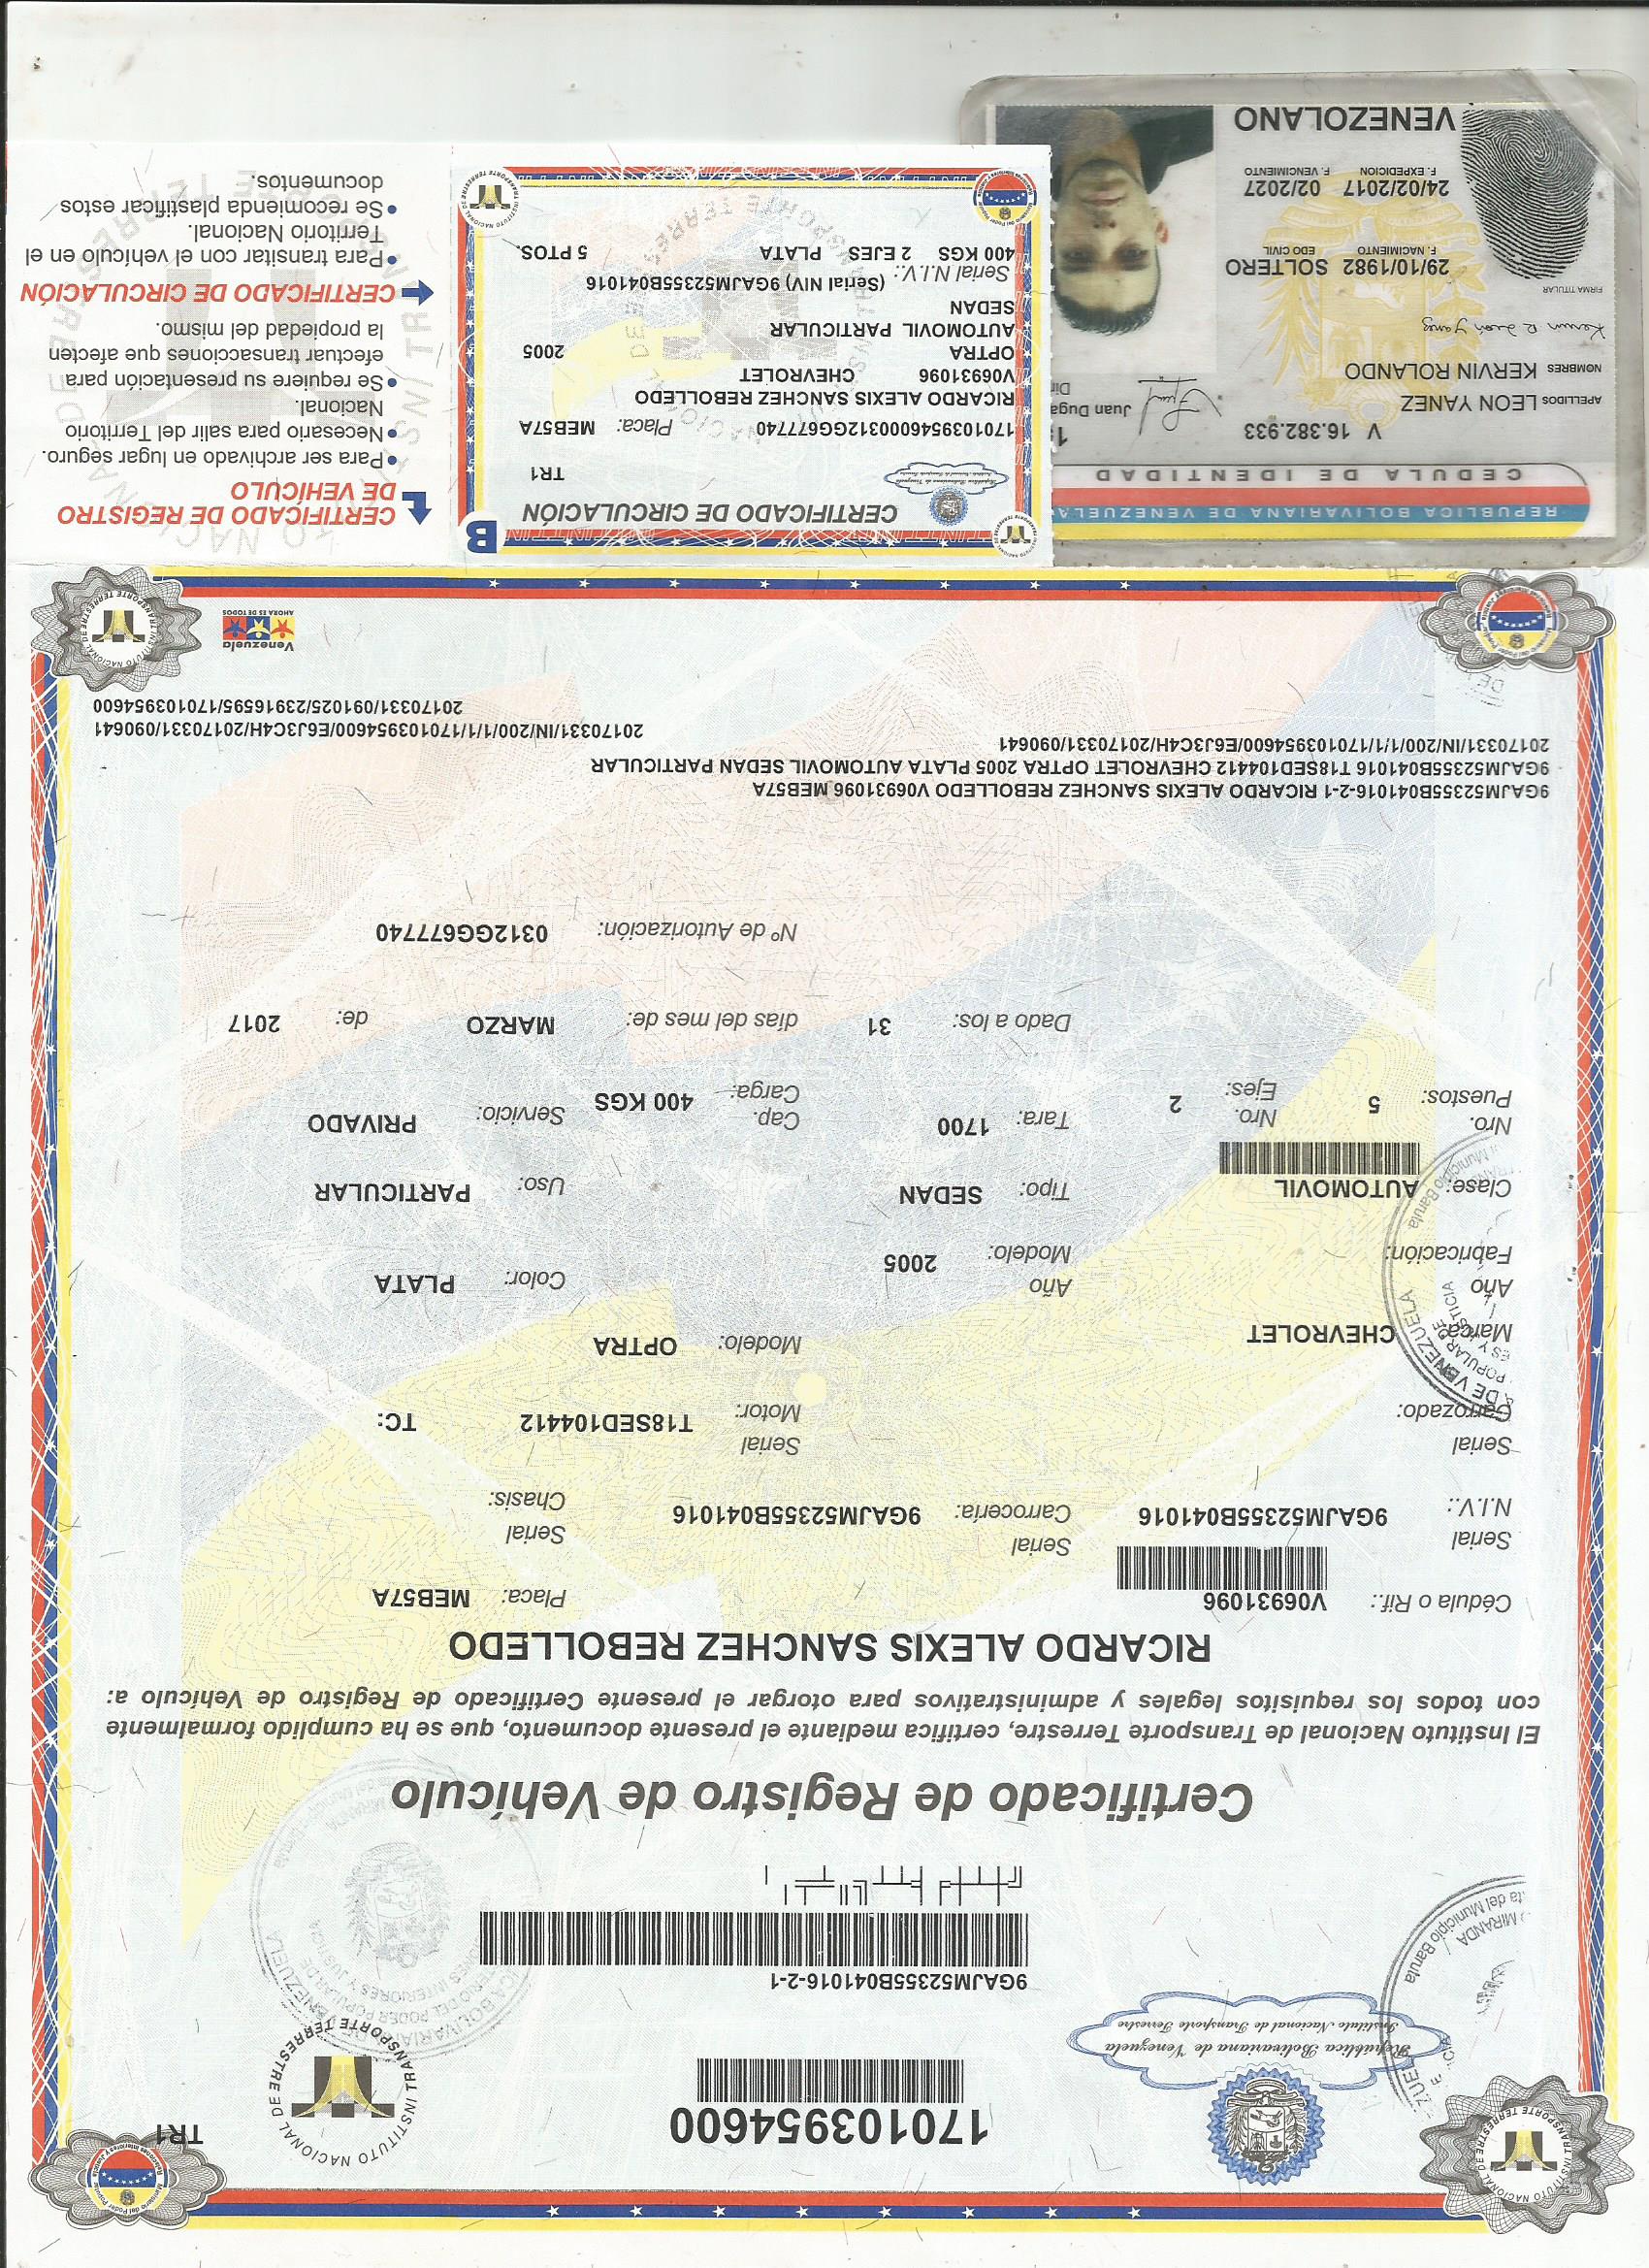 170103954600
TR1
INSTITUTO NACIONAL DE TRANSPORTE TERRESTRE
República Bolivariana de Venezuela
Instituto Nacional de Transporte Terrestre
9GAJM52355B041016-2-1
Certificado de Registro de Vehículo
El Instituto Nacional de Transporte Terrestre, certifica mediante el presente documento, que se ha cumplido formalmente
con todos los requisitos legales y administrativos para otorgar el presente Certificado de Registro de Vehículo a:
RICARDO ALEXIS SANCHEZ REBOLLEDO
Cédula o Rif.: V06931096 Placa: MEB57A
Serial N.I.V.: 9GAJM52355B041016 Serial Carrocería: 9GAJM52355B041016 Serial Chasis:
Serial Carrozado: Serial Motor: T18SED104412 TC:
Marca: CHEVROLET Modelo: OPTRA
Año Fabricación: Año Modelo: 2005 Color: PLATA
Clase: AUTOMOVIL Tipo: SEDAN Uso: PARTICULAR
Nro. Puestos: 5 Nro. Ejes: 2 Tara: 1700 Cap. Carga: 400 KGS Servicio: PRIVADO
Dado a los: 31 días del mes de: MARZO de: 2017
Nº de Autorización: 0312GG677740
9GAJM52355B041016-2-1 RICARDO ALEXIS SANCHEZ REBOLLEDO V06931096 MEB57A
9GAJM52355B041016 T18SED104412 CHEVROLET OPTRA 2005 PLATA AUTOMOVIL SEDAN PARTICULAR
20170331/IN/200/1/1/170103954600/E6J3C4H/20170331/090641
20170331/IN/200/1/1/170103954600/E6J3C4H/20170331/090641
20170331/091025/23916595/170103954600
Venezuela
AHORA ES DE TODOS
REPUBLICA BOLIVARIANA DE VENEZUELA
CEDULA DE IDENTIDAD
V 16.382.933
APELLIDOS LEON YANEZ
NOMBRES KERVIN ROLANDO
Juan Duga
FIRMA TITULAR
29/10/1982 SOLTERO
F. NACIMIENTO EDO CIVIL
24/02/2017 02/2027
F. EXPEDICION F. VENCIMIENTO
VENEZOLANO
B
CERTIFICADO DE CIRCULACIÓN
TR1
1701039546000312GG677740 Placa: MEB57A
RICARDO ALEXIS SANCHEZ REBOLLEDO
V06931096 CHEVROLET
OPTRA 2005
AUTOMOVIL PARTICULAR
SEDAN
(Serial NIV) 9GAJM52355B041016
Serial N.I.V.:
400 KGS 2 EJES PLATA 5 PTOS.
CERTIFICADO DE REGISTRO
DE VEHÍCULO
• Para ser archivado en lugar seguro.
• Necesario para salir del Territorio
Nacional.
• Se requiere su presentación para
efectuar transacciones que afecten
la propiedad del mismo.
CERTIFICADO DE CIRCULACIÓN
• Para transitar con el vehículo en el
Territorio Nacional.
• Se recomienda plastificar estos
documentos.